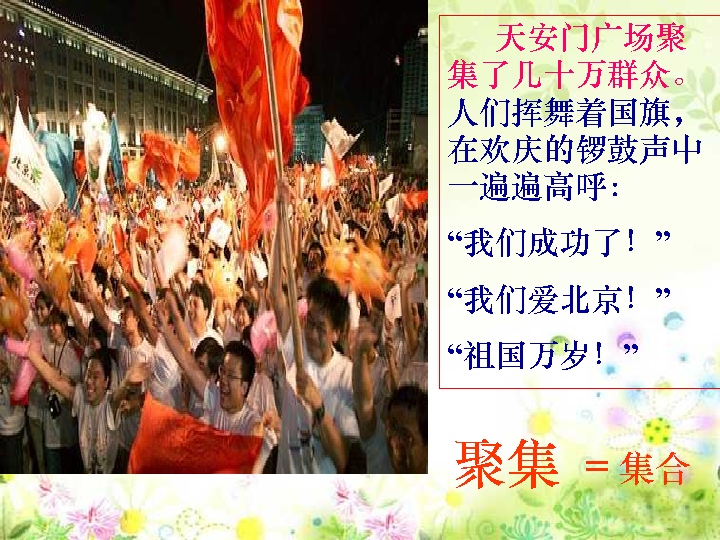 天安门广场聚
集了几十万群众。
人们挥舞着国旗，
在欢庆的锣鼓声中
一遍遍高呼：
“我们成功了！”
“我们爱北京！”
“祖国万岁！”
聚集 = 集合